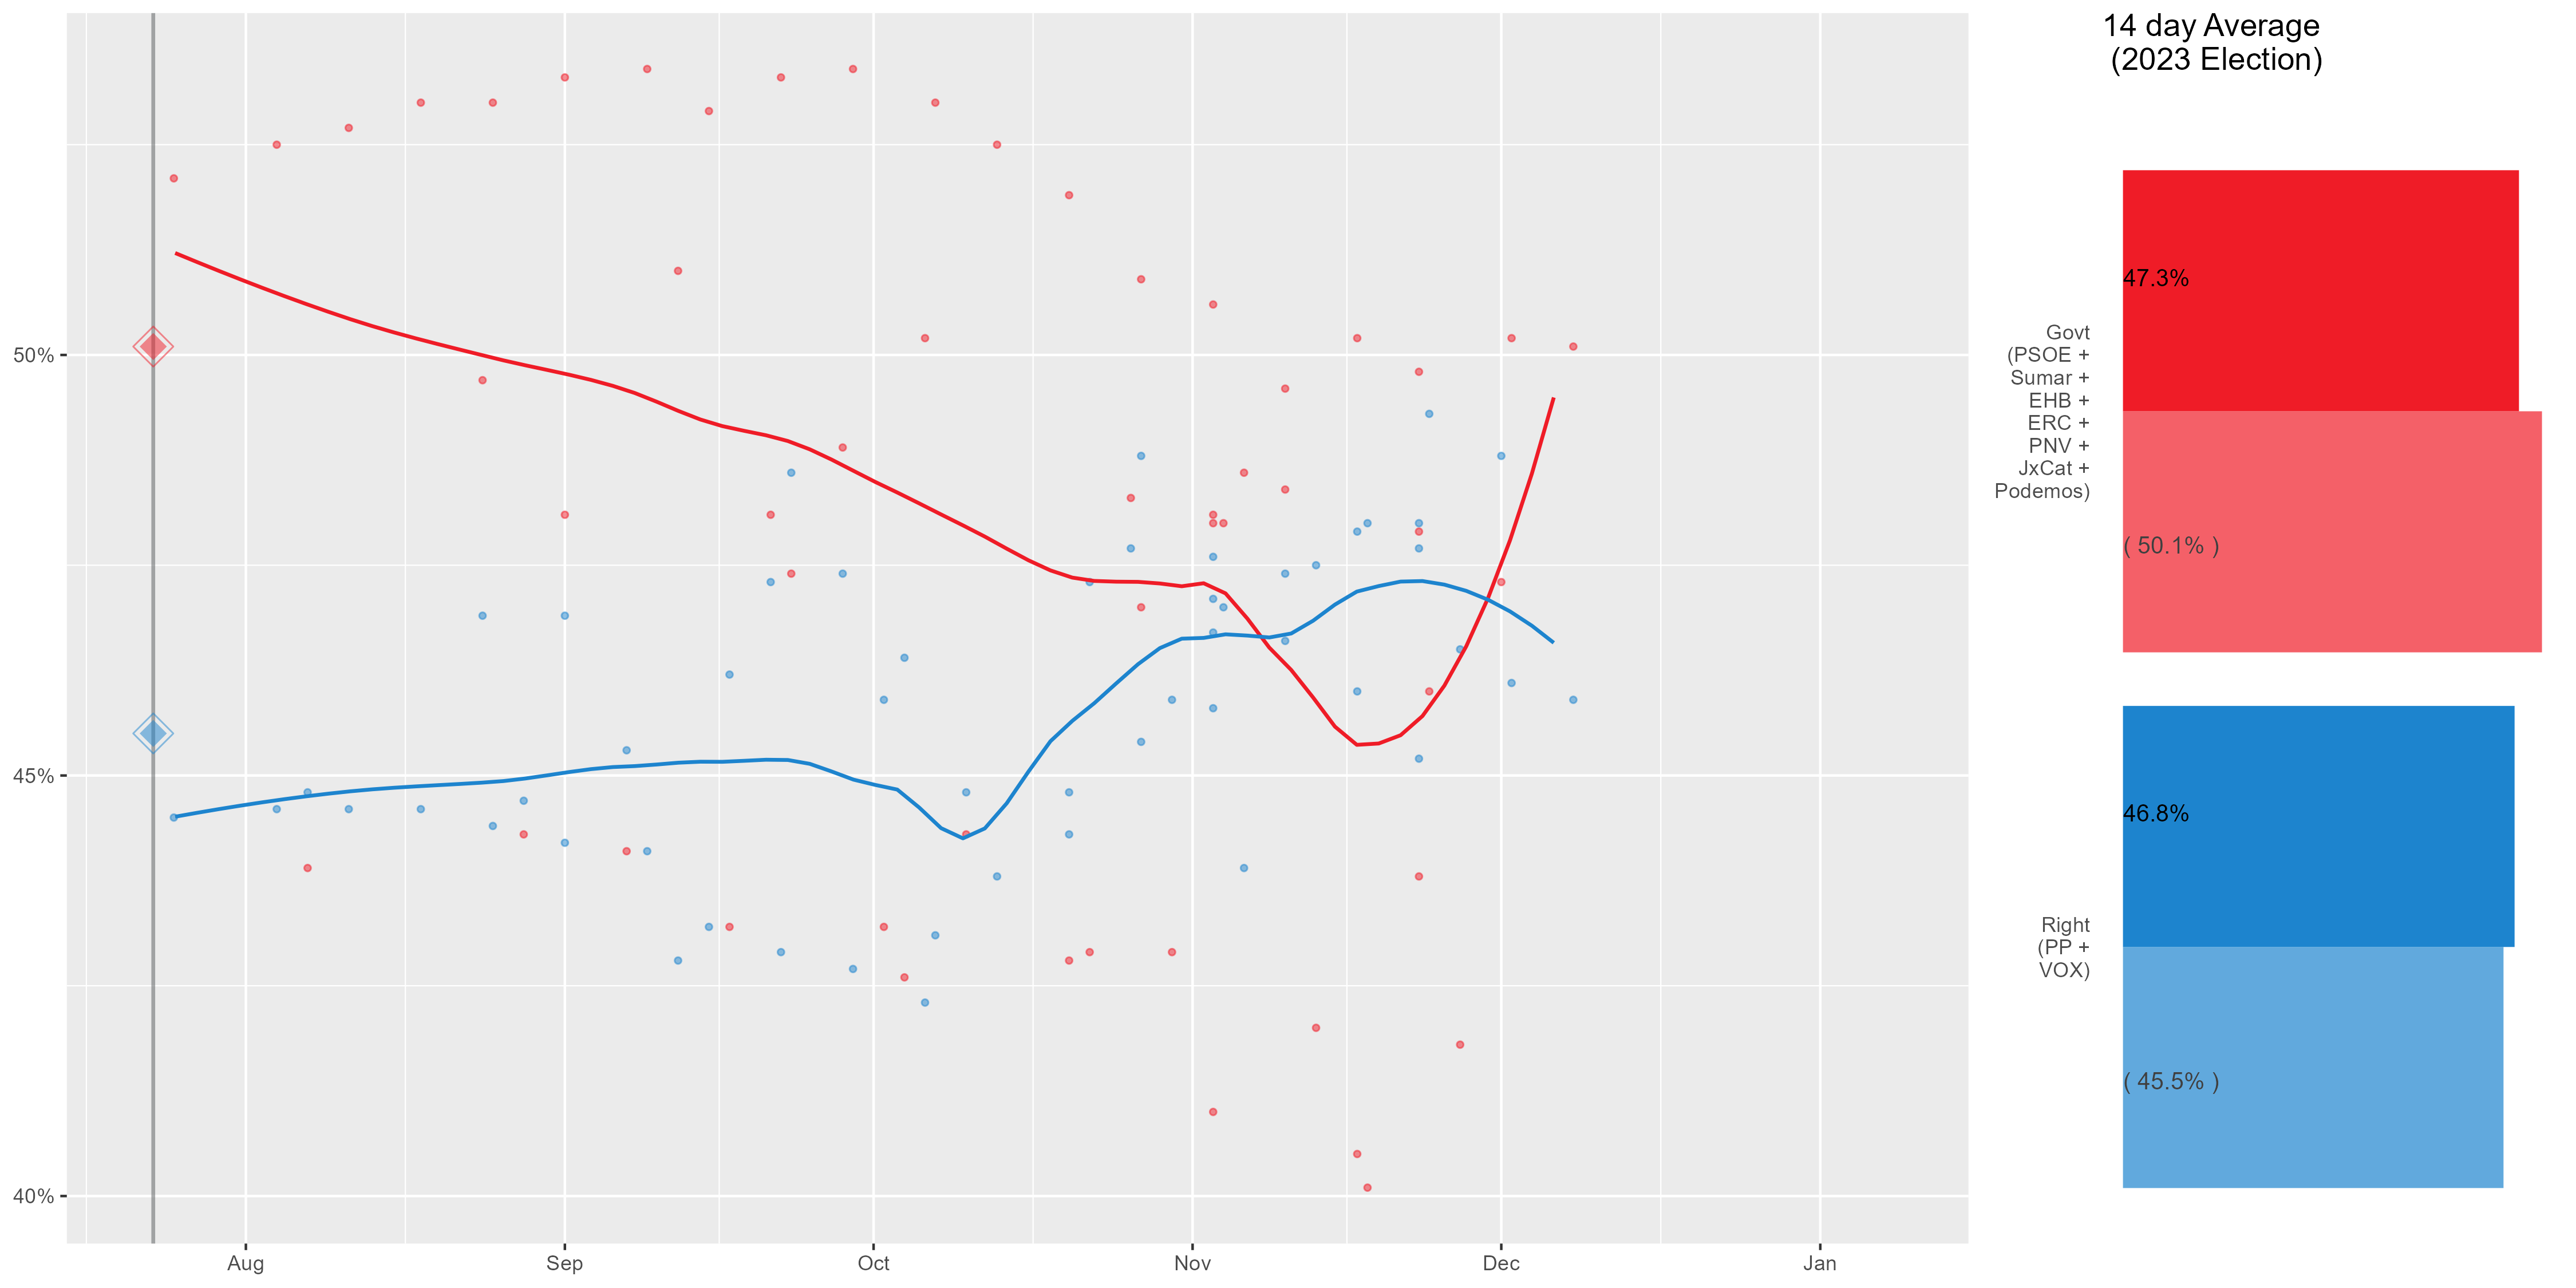 14 day Average
(2023 Election)
50%
45%
40%
Aug
Sep
Oct
Nov
Dec
Jan
Govt
(PSOE +
Sumar +
EHB +
ERC +
PNV +
JxCat +
Podemos)
47.3%
( 50.1% )
Right
(PP +
VOX)
46.8%
( 45.5% )